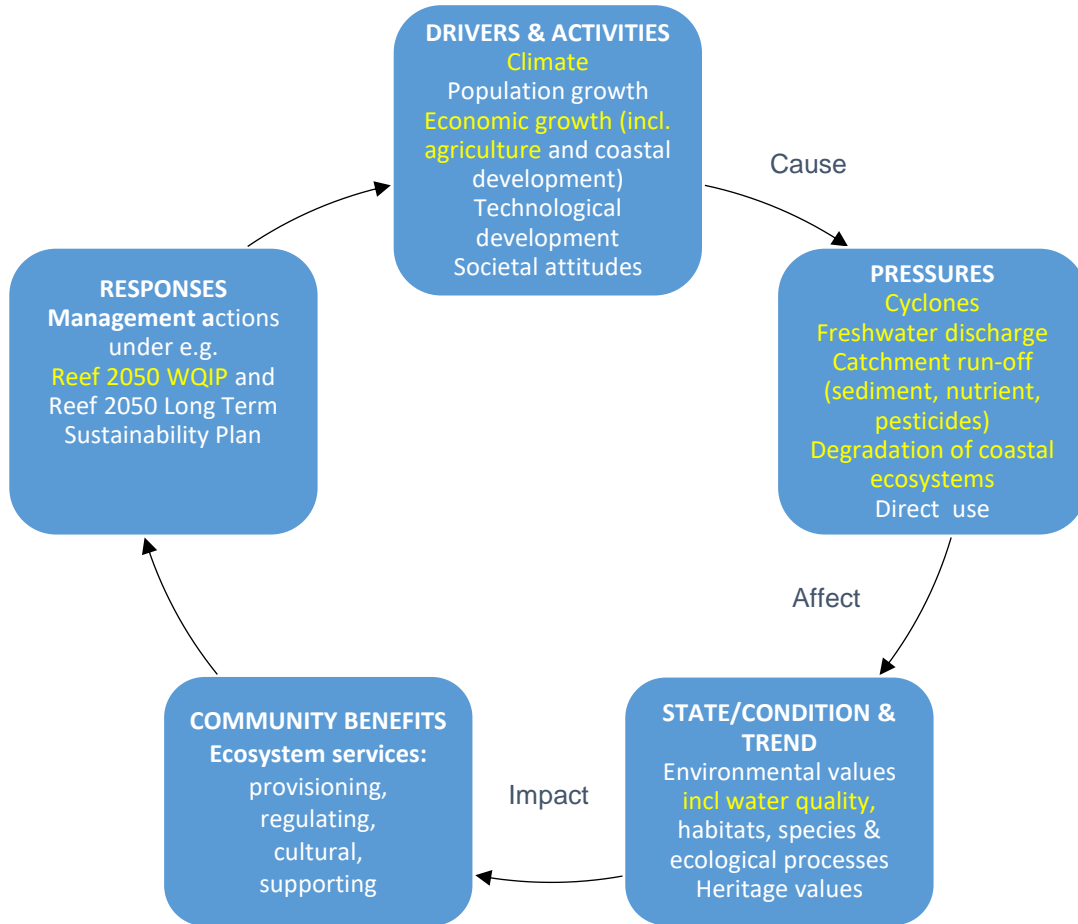 DRIVERS & ACTIVITIES
Climate
Population growth
Economic growth (incl.
agriculture and coastal
development)
Technological
development
Societal attitudes
Cause
PRESSURES
Cyclones
Freshwater discharge
Catchment run-off
(sediment, nutrient,
pesticides)
Degradation of coastal
ecosystems
Direct use
Affect
STATE/CONDITION &
TREND
Environmental values
incl water quality,
habitats, species &
ecological processes
Heritage values
Impact
COMMUNITY BENEFITS
Ecosystem services:
provisioning,
regulating,
cultural,
supporting
RESPONSES
Management actions
under e.g.
Reef 2050 WQIP and
Reef 2050 Long Term
Sustainability Plan